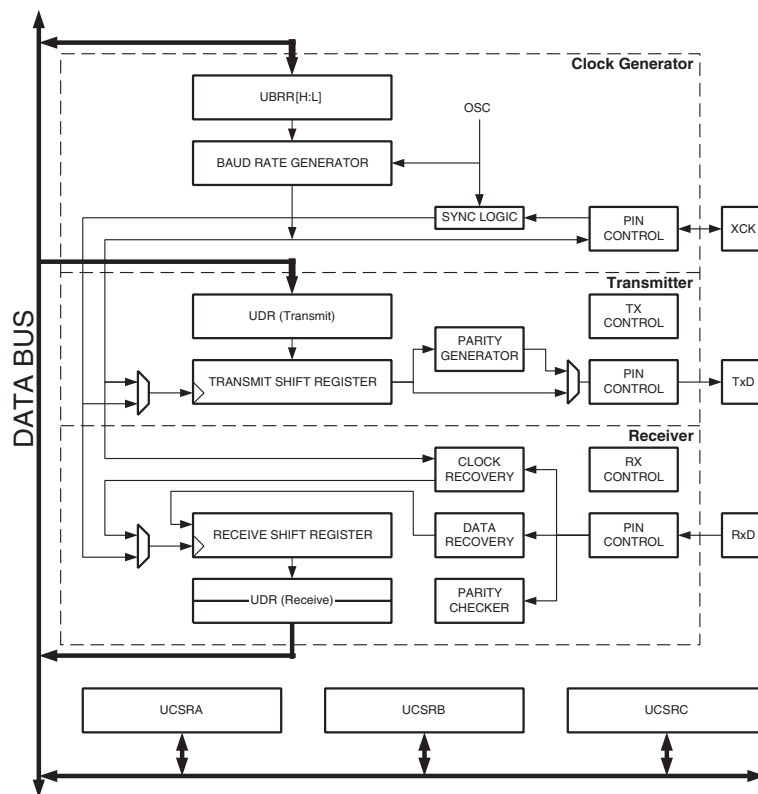 Clock Generator
UBRR[H:L]
OSC
BAUD RATE GENERATOR
SYNC LOGIC
PIN
CONTROL
XCK
DATA BUS
Transmitter
UDR (Transmit)
TX
CONTROL
PARITY
GENERATOR
TRANSMIT SHIFT REGISTER
PIN
CONTROL
TxD
Receiver
CLOCK
RECOVERY
RX
CONTROL
RECEIVE SHIFT REGISTER
DATA
RECOVERY
PIN
CONTROL
RxD
UDR (Receive)
PARITY
CHECKER
UCSRA
UCSRB
UCSRC